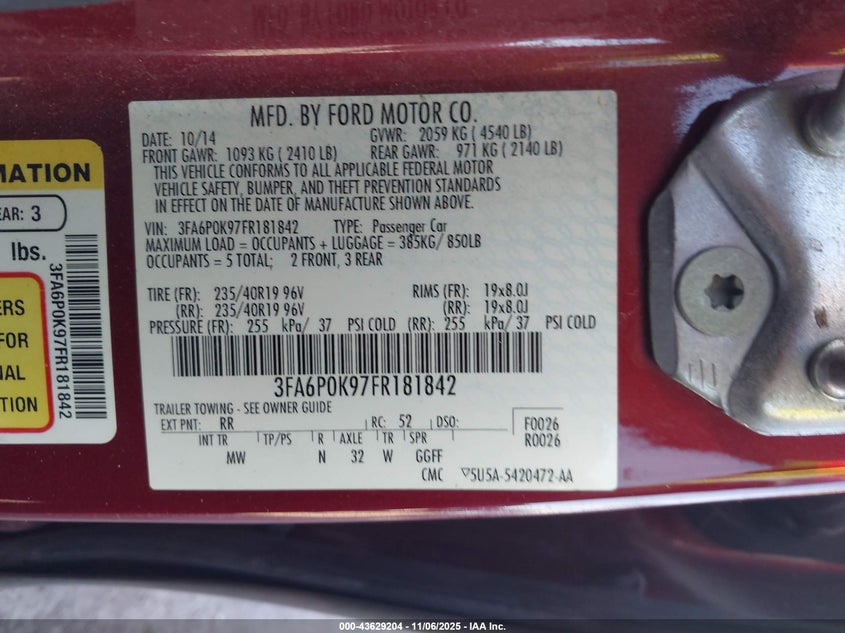 MFD. BY FORD MOTOR CO.
DATE: 10/14 GVWR: 2059 KG ( 4540 LB)
FRONT GAWR: 1093 KG ( 2410 LB) REAR GAWR: 971 KG ( 2140 LB)
THIS VEHICLE CONFORMS TO ALL APPLICABLE FEDERAL MOTOR
VEHICLE SAFETY, BUMPER, AND THEFT PREVENTION STANDARDS
IN EFFECT ON THE DATE OF MANUFACTURE SHOWN ABOVE.
VIN: 3FA6P0K97FR181842 TYPE: Passenger Car
MAXIMUM LOAD = OCCUPANTS + LUGGAGE = 385KG/ 850LB
OCCUPANTS = 5 TOTAL; 2 FRONT, 3 REAR
TIRE (FR): 235/40R19 96V RIMS (FR): 19x8.0J
(RR): 235/40R19 96V (RR): 19x8.0J
PRESSURE (FR): 255 kPa/ 37 PSI COLD (RR): 255 kPa/ 37 PSI COLD
3FA6P0K97FR181842
TRAILER TOWING - SEE OWNER GUIDE
EXT PNT: RR RC: 52 DSO: F0026
R0026
INT TR TP/PS R AXLE TR SPR
MW N 32 W GGFF
CMC ▽5U5A-5420472-AA
MATION
EAR: 3
lbs.
ERS
FOR
NAL
TION
3FA6P0K97FR181842
000-43629204 - 11/06/2025 - IAA Inc.